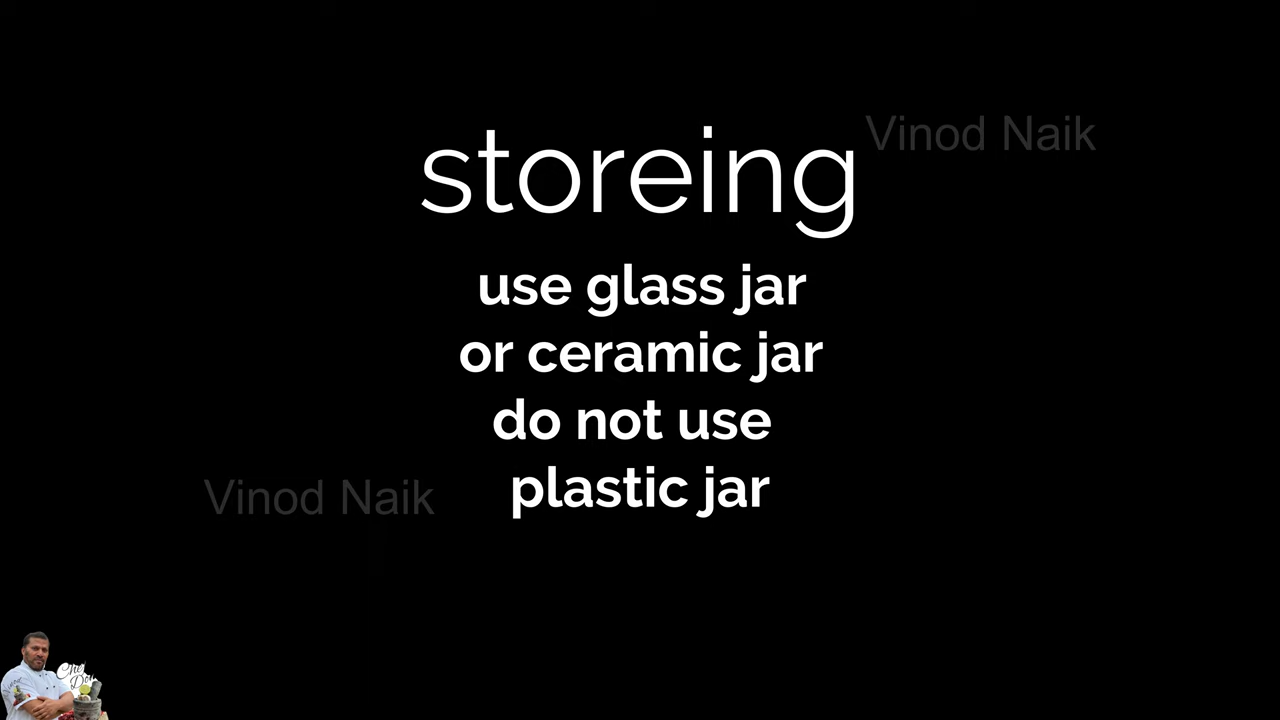 Vinod Naik
storeing
use glass jar
or ceramic jar
do not use
plastic jar
Vinod Naik